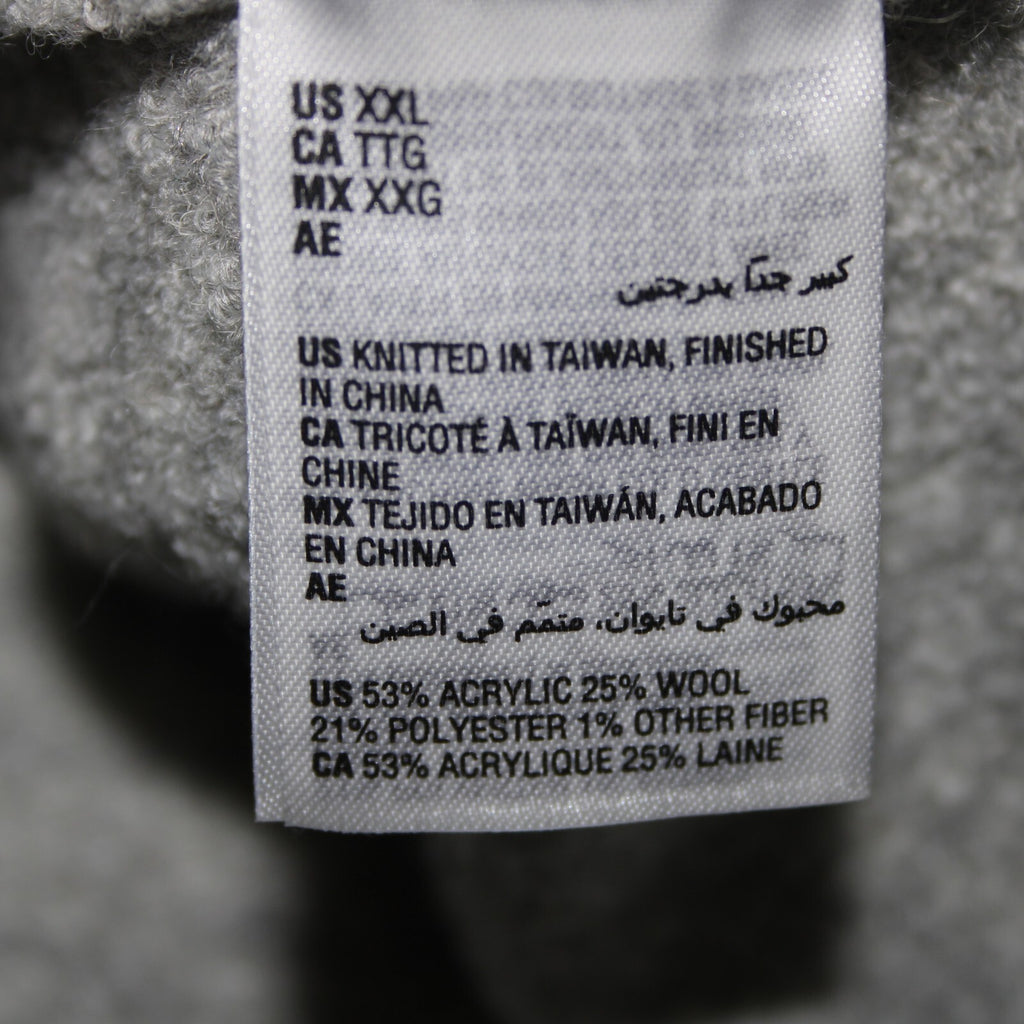 US XXL
CA TTG
MX XXG
AE
كبير جدًا بدرجتين
US KNITTED IN TAIWAN, FINISHED
IN CHINA
CA TRICOTÉ À TAÏWAN, FINI EN
CHINE
MX TEJIDO EN TAIWÁN, ACABADO
EN CHINA
AE
محبوك في تايوان، متمّم في الصين
US 53% ACRYLIC 25% WOOL
21% POLYESTER 1% OTHER FIBER
CA 53% ACRYLIQUE 25% LAINE